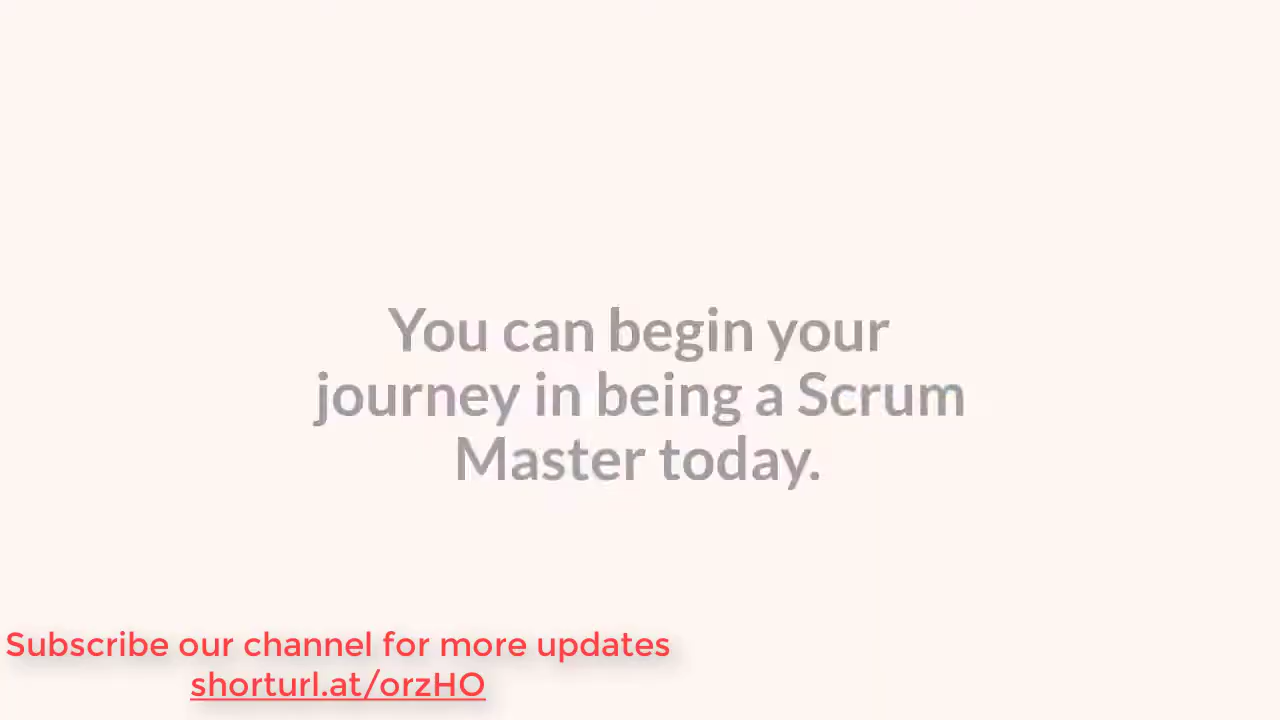 You can begin your
journey in being a Scrum
Master today.
Subscribe our channel for more updates
shorturl.at/orzHO